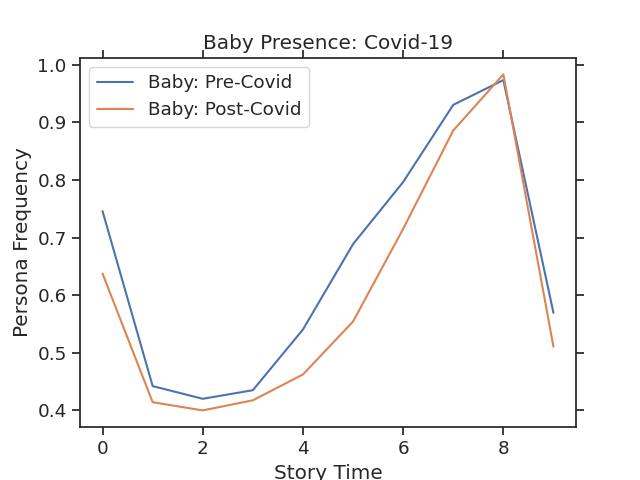 Baby Presence: Covid-19
Baby: Pre-Covid
Baby: Post-Covid
Persona Frequency
1.0
0.9
0.8
0.7
0.6
0.5
0.4
0
2
4
6
8
Story Time